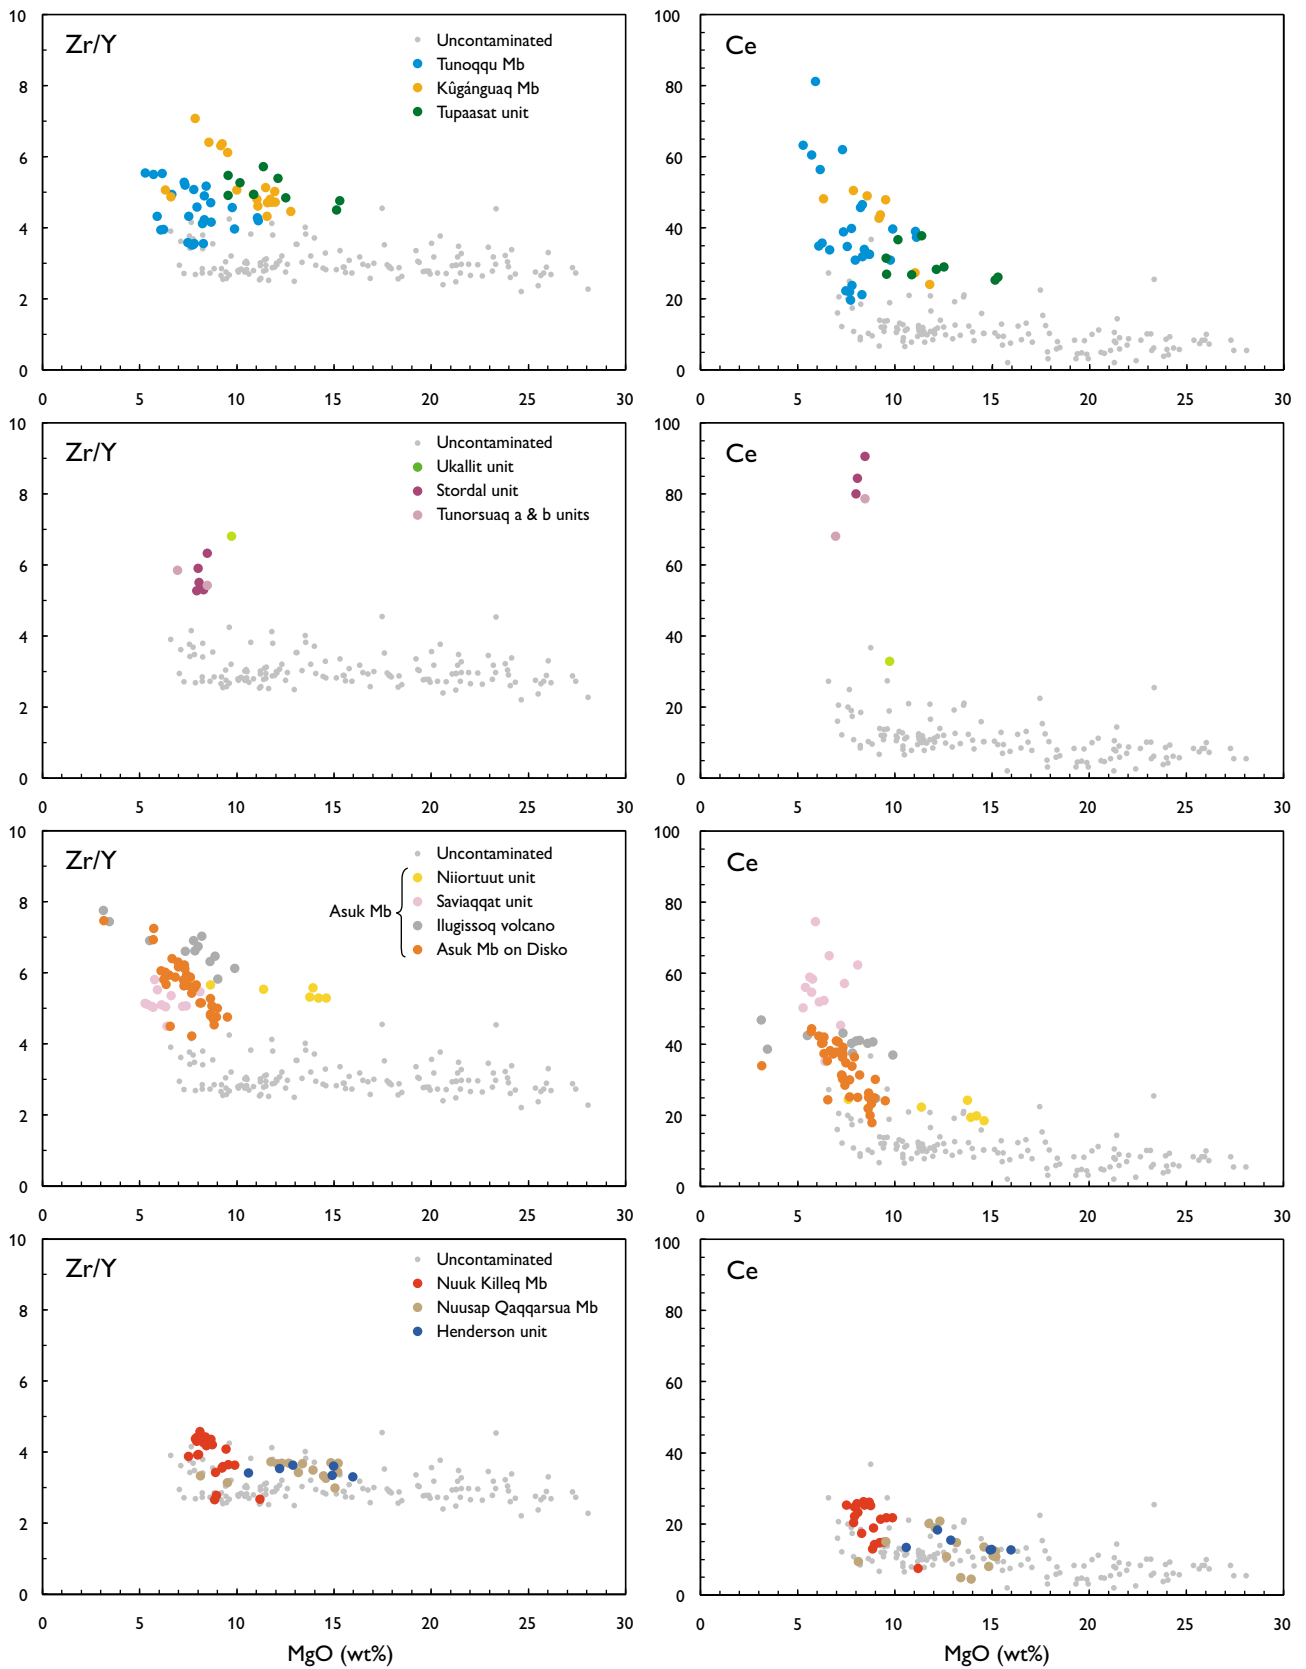 Zr/Y
Uncontaminated
Tunoqqu Mb
Kûgánguaq Mb
Tupaasat unit
10
8
6
4
2
0
0 5 10 15 20 25 30
Ce
100
80
60
40
20
0
0 5 10 15 20 25 30
Zr/Y
Uncontaminated
Ukallit unit
Stordal unit
Tunorsuaq a & b units
10
8
6
4
2
0
0 5 10 15 20 25 30
Ce
100
80
60
40
20
0
0 5 10 15 20 25 30
Zr/Y
Uncontaminated
Asuk Mb
Niiortuut unit
Saviaqqat unit
Ilugissoq volcano
Asuk Mb on Disko
10
8
6
4
2
0
0 5 10 15 20 25 30
Ce
100
80
60
40
20
0
0 5 10 15 20 25 30
Zr/Y
Uncontaminated
Nuuk Killeq Mb
Nuusap Qaqqarsua Mb
Henderson unit
10
8
6
4
2
0
0 5 10 15 20 25 30
MgO (wt%)
Ce
100
80
60
40
20
0
0 5 10 15 20 25 30
MgO (wt%)